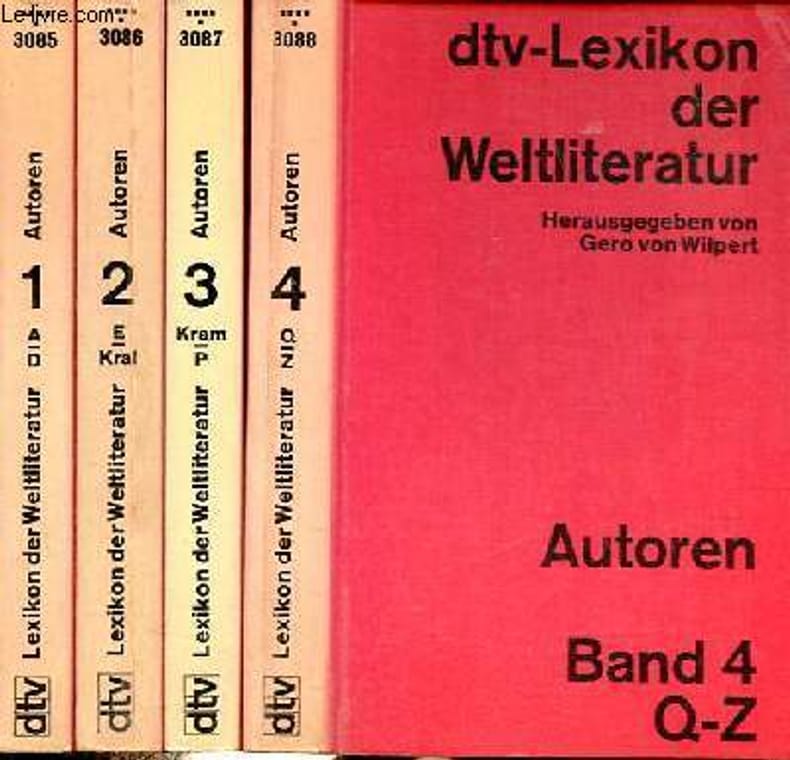 Le-livre.com
3085
Autoren
1
A
D
Lexikon der Weltliteratur
dtv
3086
Autoren
2
E
Kral
Lexikon der Weltliteratur
dtv
3087
Autoren
3
Kram
P
Lexikon der Weltliteratur
dtv
3088
Autoren
4
Q
Z
Lexikon der Weltliteratur
dtv
dtv-Lexikon
der
Weltliteratur
Herausgegeben von
Gero von Wilpert
Autoren
Band 4
Q-Z